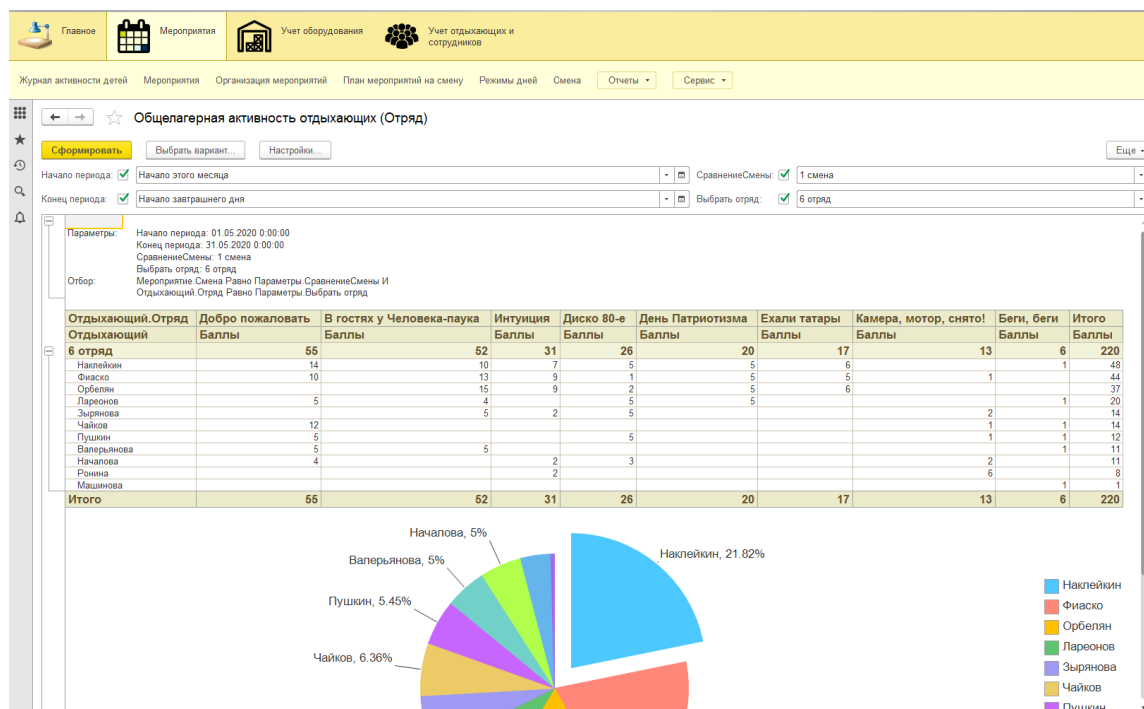 Главное Мероприятия Учет оборудования Учет отдыхающих и сотрудников
Журнал активности детей Мероприятия Организация мероприятий План мероприятий на смену Режимы дней Смена Отчеты Сервис
Общелагерная активность отдыхающих (Отряд)
Сформировать Выбрать вариант... Настройки... Еще
Начало периода: Начало этого месяца СравнениеСмены: 1 смена
Конец периода: Начало завтрашнего дня Выбрать отряд: 6 отряд
Параметры: Начало периода: 01.05.2020 0:00:00
Конец периода: 31.05.2020 0:00:00
СравнениеСмены: 1 смена
Выбрать отряд: 6 отряд
Отбор: Мероприятие.Смена Равно Параметры.СравнениеСмены И
Отдыхающий.Отряд Равно Параметры.Выбрать отряд
Отдыхающий.Отряд Добро пожаловать В гостях у Человека-паука Интуиция Диско 80-е День Патриотизма Ехали татары Камера, мотор, снято! Беги, беги Итого
Отдыхающий Баллы Баллы Баллы Баллы Баллы Баллы Баллы Баллы Баллы
6 отряд 55 52 31 26 20 17 13 6 220
Наклейкин 14 10 7 5 5 6 1 48
Фиаско 10 13 9 1 5 5 1 44
Орбелян 15 9 2 5 6 37
Лареонов 5 4 5 5 1 20
Зырянова 5 2 5 2 14
Чайков 12 1 1 14
Пушкин 5 5 1 1 12
Валерьянова 5 5 1 11
Началова 4 2 3 2 11
Ронина 2 6 8
Машинова 1 1
Итого 55 52 31 26 20 17 13 6 220
Началова, 5%
Наклейкин, 21.82%
Валерьянова, 5%
Пушкин, 5.45%
Чайков, 6.36%
Наклейкин
Фиаско
Орбелян
Лареонов
Зырянова
Чайков
Пушкин